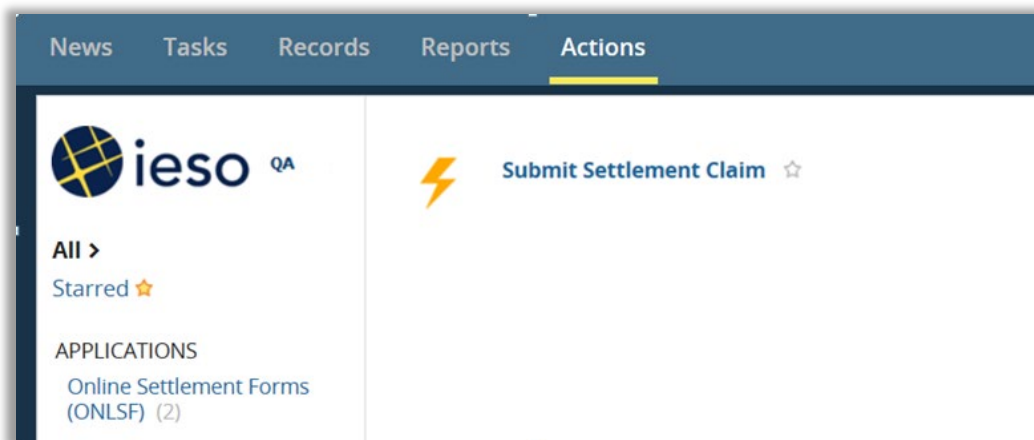 News Tasks Records Reports Actions
ieso QA
Submit Settlement Claim
All >
Starred
APPLICATIONS
Online Settlement Forms
(ONLSF) (2)